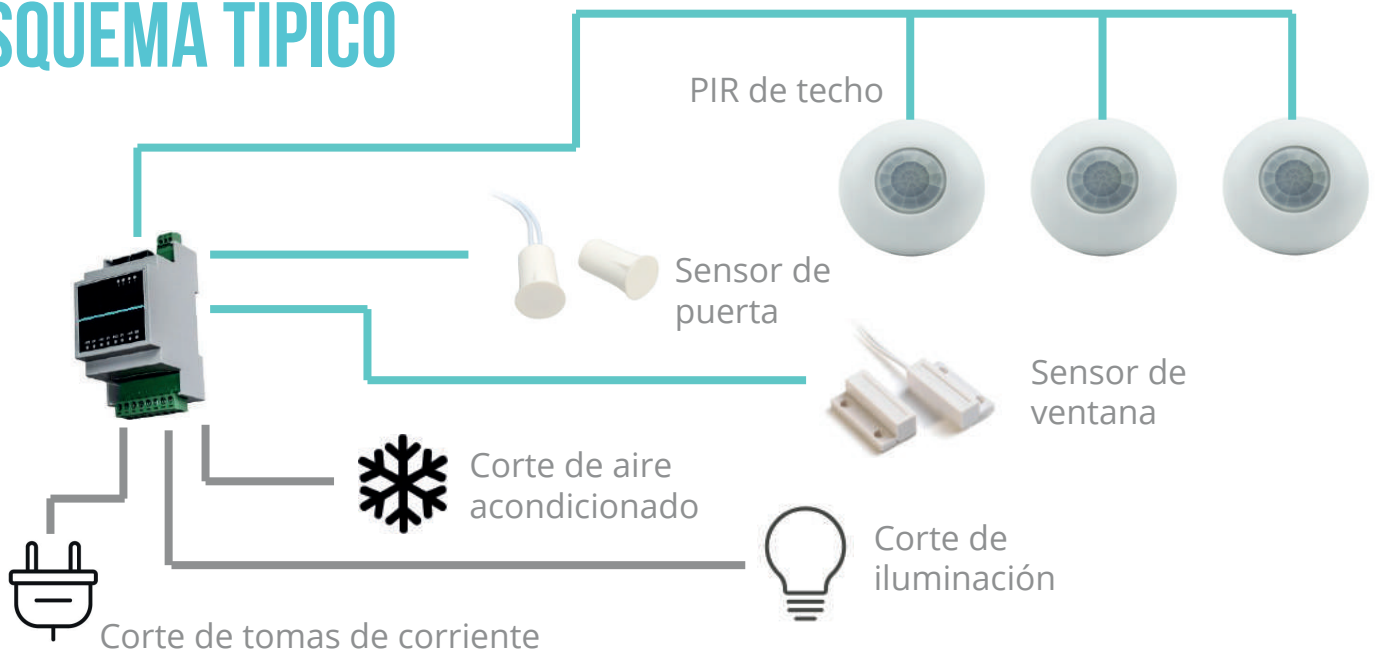 SQUEMA TIPICO
PIR de techo
Sensor de
puerta
Sensor de
ventana
Corte de aire
acondicionado
Corte de
iluminación
Corte de tomas de corriente